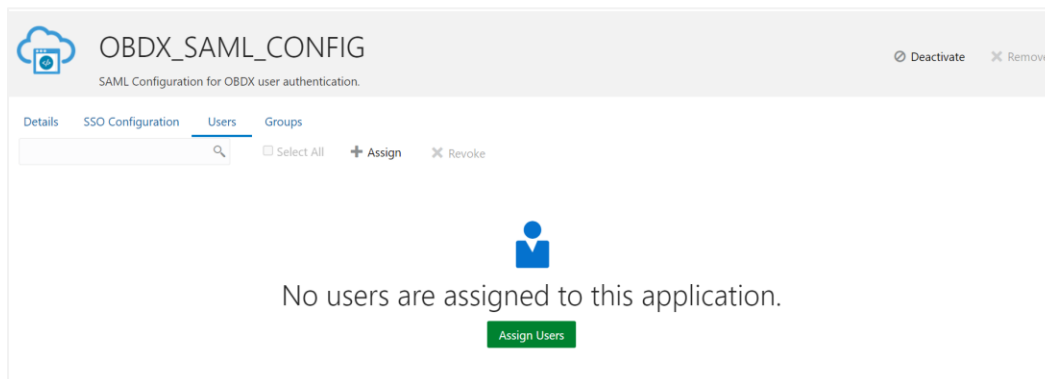 OBDX_SAML_CONFIG
Deactivate Remove
SAML Configuration for OBDX user authentication.
Details SSO Configuration Users Groups
Select All Assign Revoke
No users are assigned to this application.
Assign Users